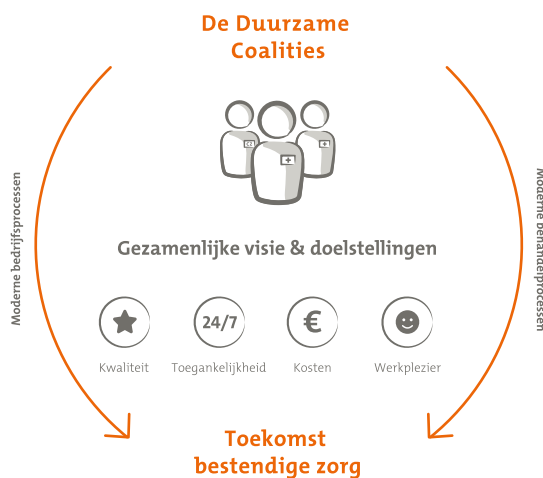 De Duurzame
Coalities
Moderne bedrijfsprocessen
Moderne behandelprocessen
Gezamenlijke visie & doelstellingen
24/7
€
Kwaliteit
Toegankelijkheid
Kosten
Werkplezier
Toekomst
bestendige zorg